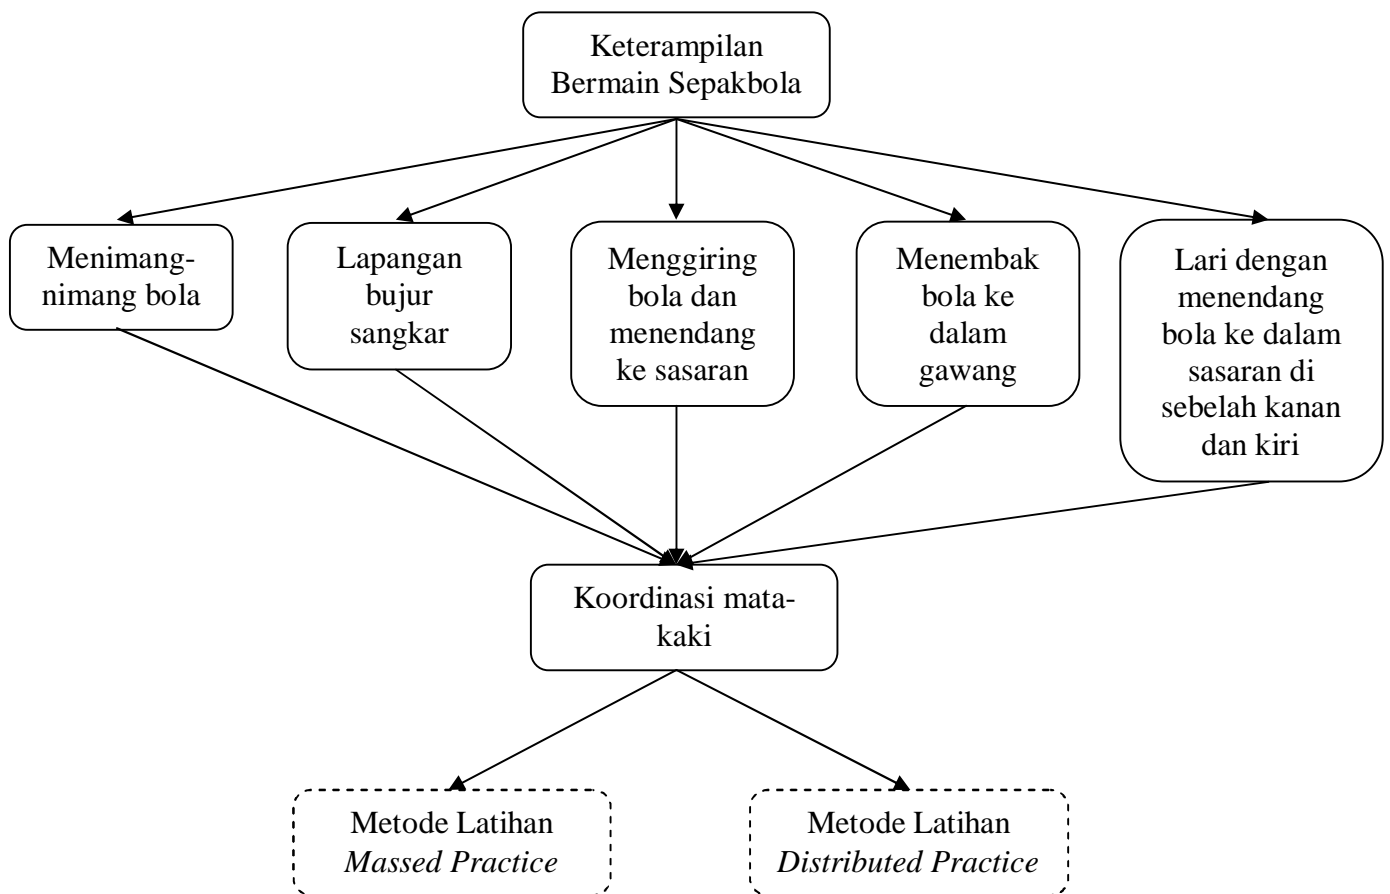 Keterampilan
Bermain Sepakbola
Menimang-
nimang bola
Lapangan
bujur
sangkar
Menggiring
bola dan
menendang
ke sasaran
Menembak
bola ke
dalam
gawang
Lari dengan
menendang
bola ke dalam
sasaran di
sebelah kanan
dan kiri
Koordinasi mata-
kaki
Metode Latihan
Massed Practice
Metode Latihan
Distributed Practice